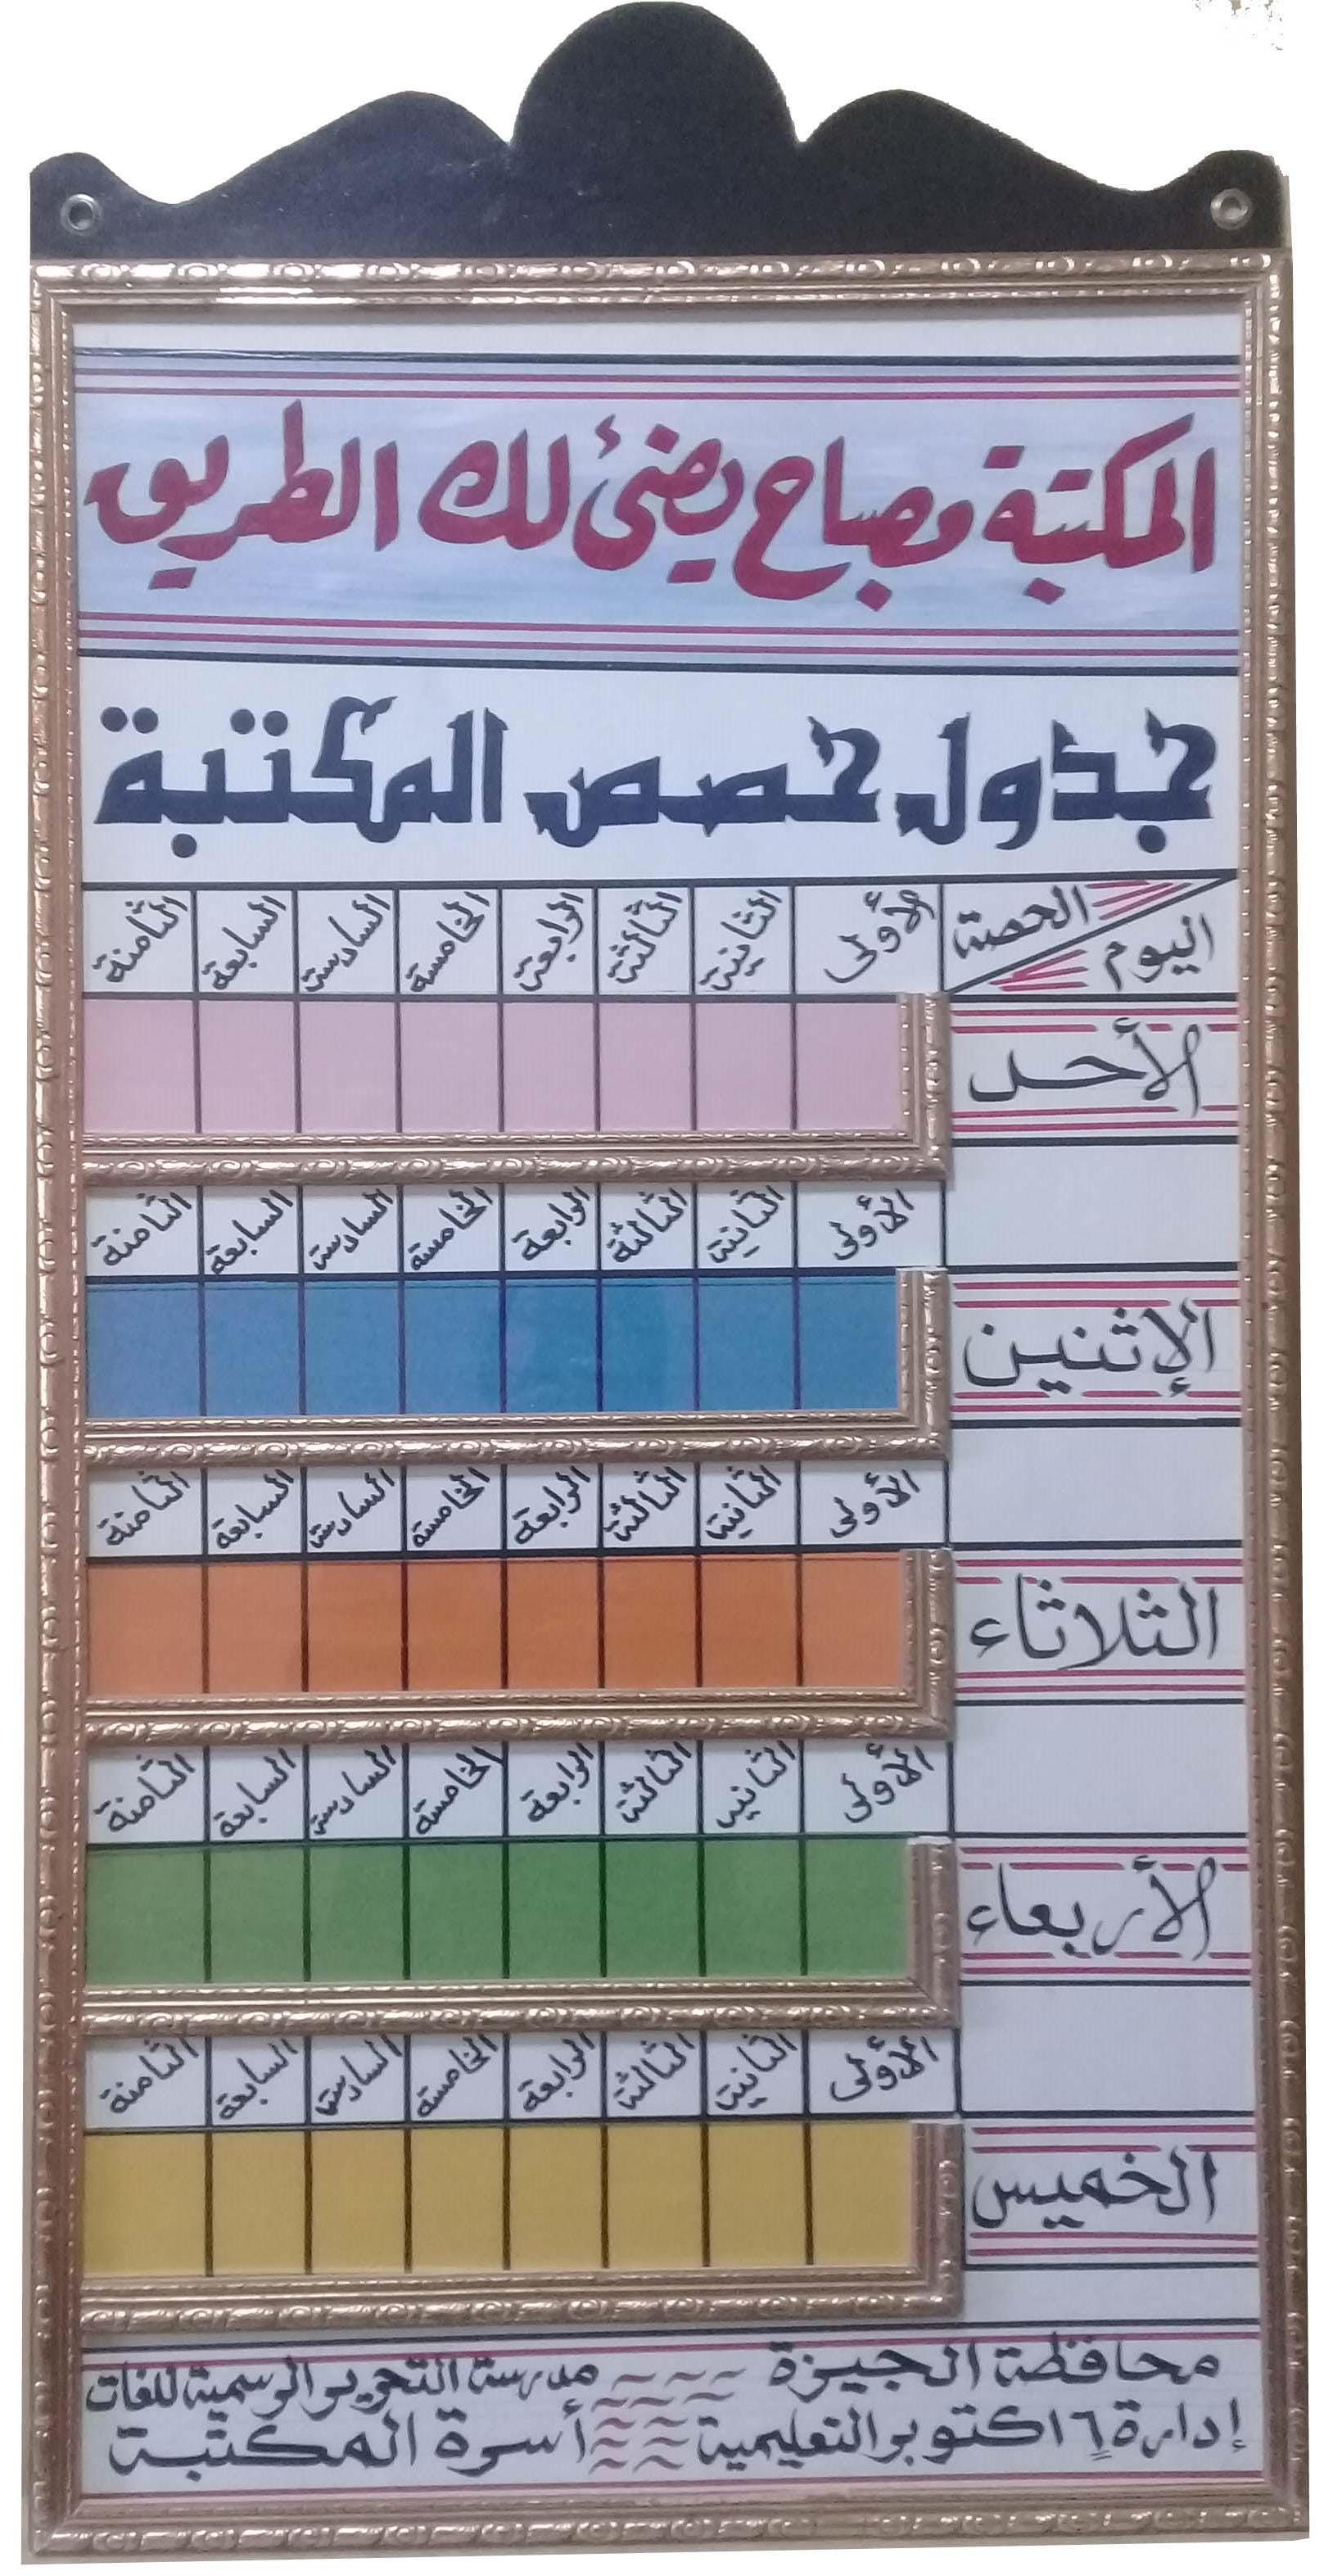 المكتبة مصباح يضئ لك الطريق
جدول حصص المكتبة
الحصة الأولى الثانية الثالثة الرابعة الخامسة السادسة السابعة الثامنة
اليوم
الأحد
الأولى الثانية الثالثة الرابعة الخامسة السادسة السابعة الثامنة
الإثنين
الأولى الثانية الثالثة الرابعة الخامسة السادسة السابعة الثامنة
الثلاثاء
الأولى الثانية الثالثة الرابعة الخامسة السادسة السابعة الثامنة
الأربعاء
الأولى الثانية الثالثة الرابعة الخامسة السادسة السابعة الثامنة
الخميس
محافظة الجيزة مدرسة التحرير الرسمية للغات
إدارة ٦ اكتوبر التعليمية أسرة المكتبة